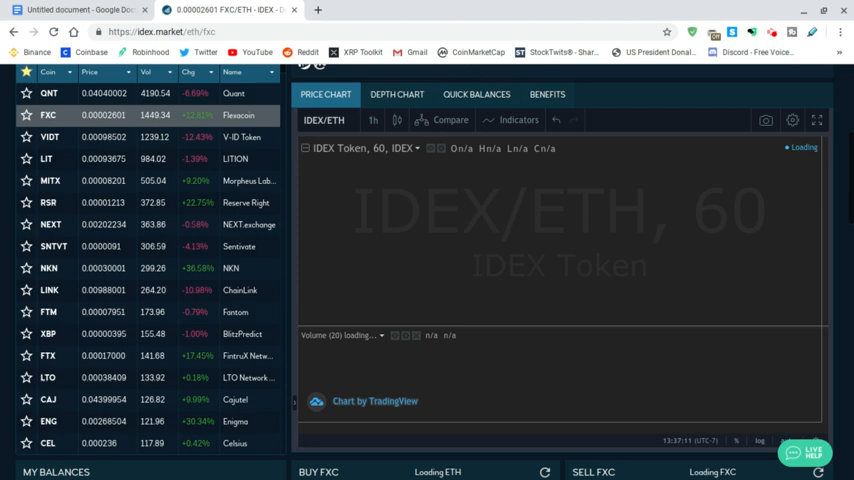 Untitled document - Google Doc
0.00002601 FXC/ETH - IDEX - D
https://idex.market/eth/fxc
Binance Coinbase Robinhood Twitter YouTube Reddit XRP Toolkit Gmail CoinMarketCap StockTwits® - Shar... US President Donal... Discord - Free Voice...
Coin Price Vol Chg Name
QNT 0.04040002 4190.54 -6.69% Quant
FXC 0.00002601 1449.34 +12.81% Flexacoin
VIDT 0.00098502 1239.12 -12.43% V-ID Token
LIT 0.00093675 984.02 -1.39% LITION
MITX 0.00008201 505.04 +9.20% Morpheus Lab...
RSR 0.00001213 372.85 +22.75% Reserve Right
NEXT 0.00202234 363.86 -0.58% NEXT.exchange
SNTVT 0.0000091 306.59 -4.13% Sentivate
NKN 0.00030001 299.26 +36.58% NKN
LINK 0.00988001 264.20 -10.98% ChainLink
FTM 0.00007951 173.96 -0.79% Fantom
XBP 0.00000395 155.48 -1.00% BlitzPredict
FTX 0.00017000 141.68 +17.45% FintruX Netw...
LTO 0.00038409 133.92 +0.18% LTO Network ...
CAJ 0.04399954 126.82 +9.99% Cajutel
ENG 0.00268504 121.96 +30.34% Enigma
CEL 0.000236 117.89 +0.42% Celsius
MY BALANCES
PRICE CHART DEPTH CHART QUICK BALANCES BENEFITS
IDEX/ETH 1h Compare Indicators
IDEX Token, 60, IDEX On/a Hn/a Ln/a Cn/a Loading
IDEX/ETH, 60
IDEX Token
Volume (20) loading... n/a n/a
Chart by TradingView
13:37:11 (UTC-7) % log
LIVE
HELP
BUY FXC Loading ETH SELL FXC Loading FXC